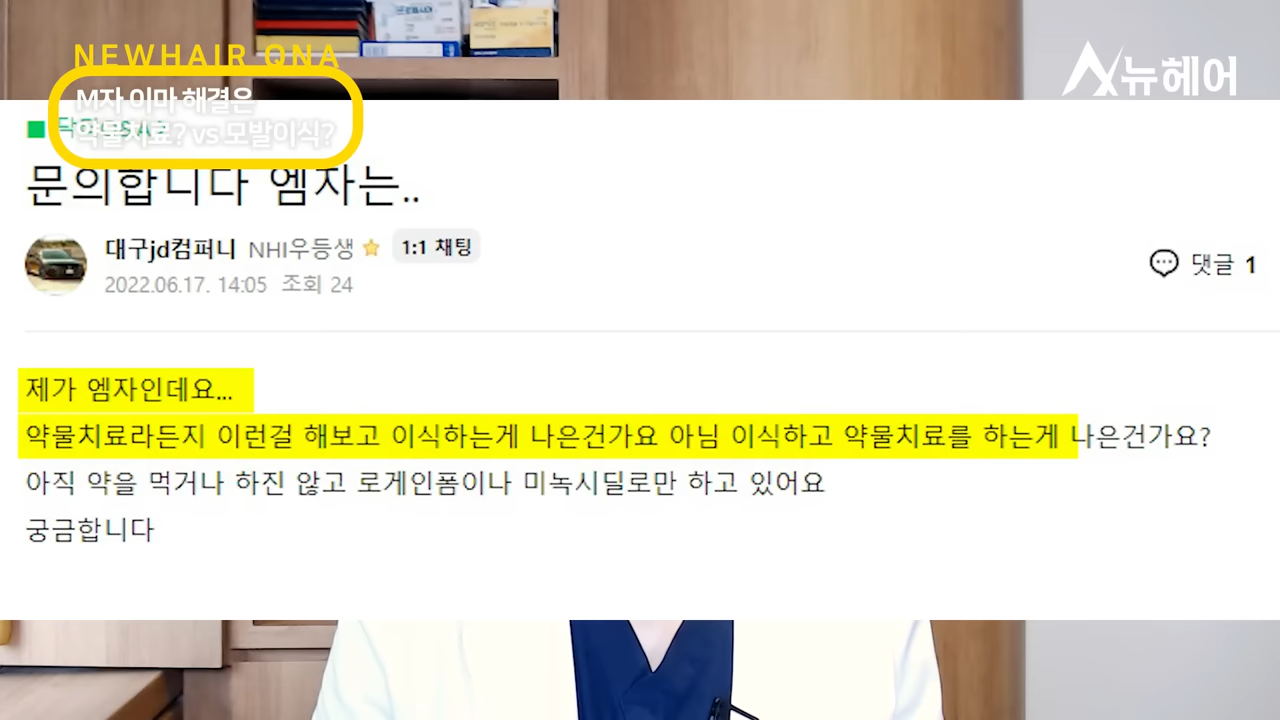 NEWHAIR QNA
M자 이마 해결은
약물치료? vs 모발이식?
뉴헤어
문의합니다 엠자는..
대구jd컴퍼니 NHI우등생 1:1 채팅
2022.06.17. 14:05 조회 24
댓글 1
제가 엠자인데요...
약물치료라든지 이런걸 해보고 이식하는게 나은건가요 아님 이식하고 약물치료를 하는게 나은건가요?
아직 약을 먹거나 하진 않고 로게인폼이나 미녹시딜로만 하고 있어요
궁금합니다